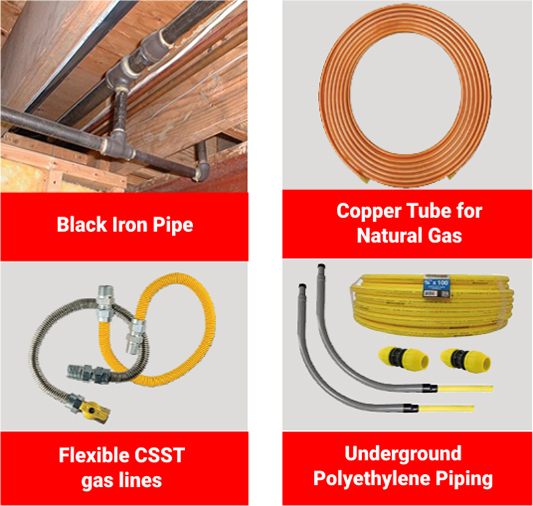 Black Iron Pipe
Copper Tube for
Natural Gas
Flexible CSST
gas lines
Underground
Polyethylene Piping